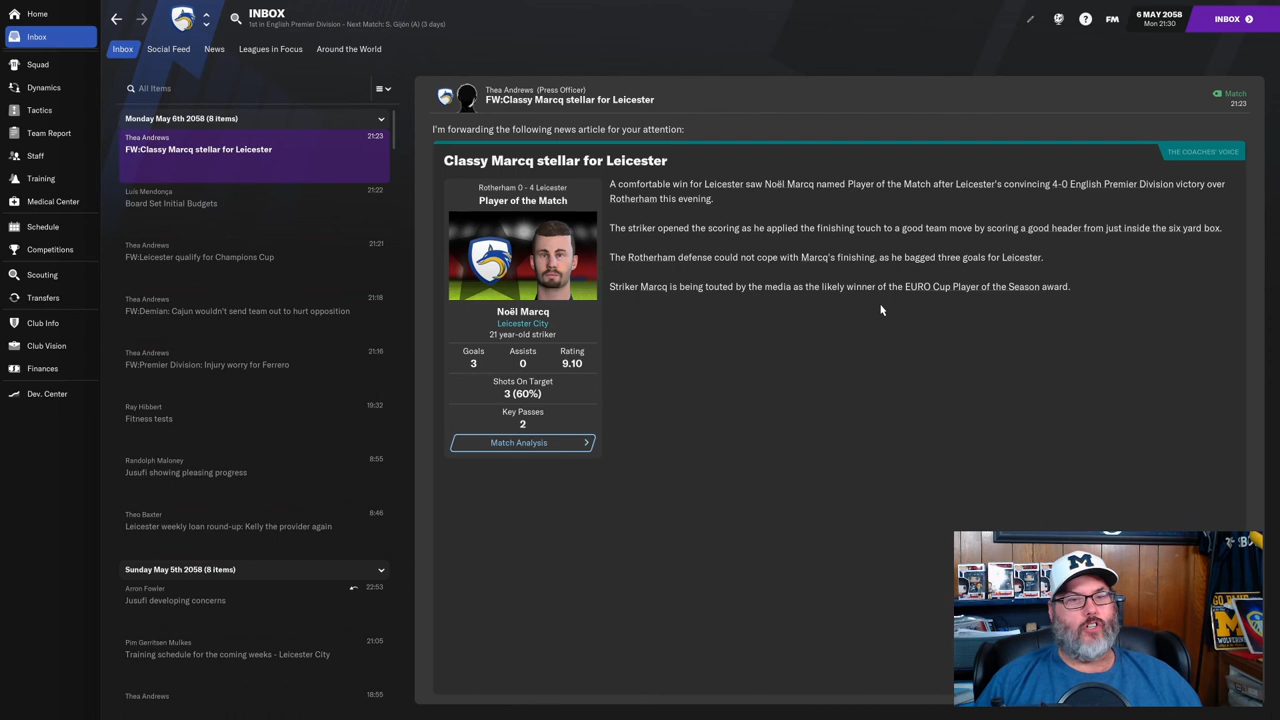 Home
Inbox
Squad
Dynamics
Tactics
Team Report
Staff
Training
Medical Center
Schedule
Competitions
Scouting
Transfers
Club Info
Club Vision
Finances
Dev. Center
INBOX
1st in English Premier Division - Next Match: S. Gijón (A) (3 days)
FM
6 MAY 2058
Mon 21:30
INBOX
Inbox
Social Feed
News
Leagues in Focus
Around the World
All Items
Monday May 6th 2058 (8 items)
Thea Andrews
21:23
FW:Classy Marcq stellar for Leicester
Luís Mendonça
21:22
Board Set Initial Budgets
Thea Andrews
21:21
FW:Leicester qualify for Champions Cup
Thea Andrews
21:18
FW:Demian: Cajun wouldn't send team out to hurt opposition
Thea Andrews
21:16
FW:Premier Division: Injury worry for Ferrero
Ray Hibbert
19:32
Fitness tests
Randolph Maloney
8:55
Jusufi showing pleasing progress
Theo Baxter
8:46
Leicester weekly loan round-up: Kelly the provider again
Sunday May 5th 2058 (8 items)
Arron Fowler
22:53
Jusufi developing concerns
Pim Gerritsen Mulkes
21:05
Training schedule for the coming weeks - Leicester City
Thea Andrews
18:55
Thea Andrews (Press Officer)
FW:Classy Marcq stellar for Leicester
Match
21:23
I'm forwarding the following news article for your attention:
Classy Marcq stellar for Leicester
THE COACHES' VOICE
Rotherham 0 - 4 Leicester
Player of the Match
Noël Marcq
Leicester City
21 year-old striker
Goals
3
Assists
0
Rating
9.10
Shots On Target
3 (60%)
Key Passes
2
Match Analysis
A comfortable win for Leicester saw Noël Marcq named Player of the Match after Leicester's convincing 4-0 English Premier Division victory over
Rotherham this evening.
The striker opened the scoring as he applied the finishing touch to a good team move by scoring a good header from just inside the six yard box.
The Rotherham defense could not cope with Marcq's finishing, as he bagged three goals for Leicester.
Striker Marcq is being touted by the media as the likely winner of the EURO Cup Player of the Season award.
M
GO BLUE
M
WOLVERINES